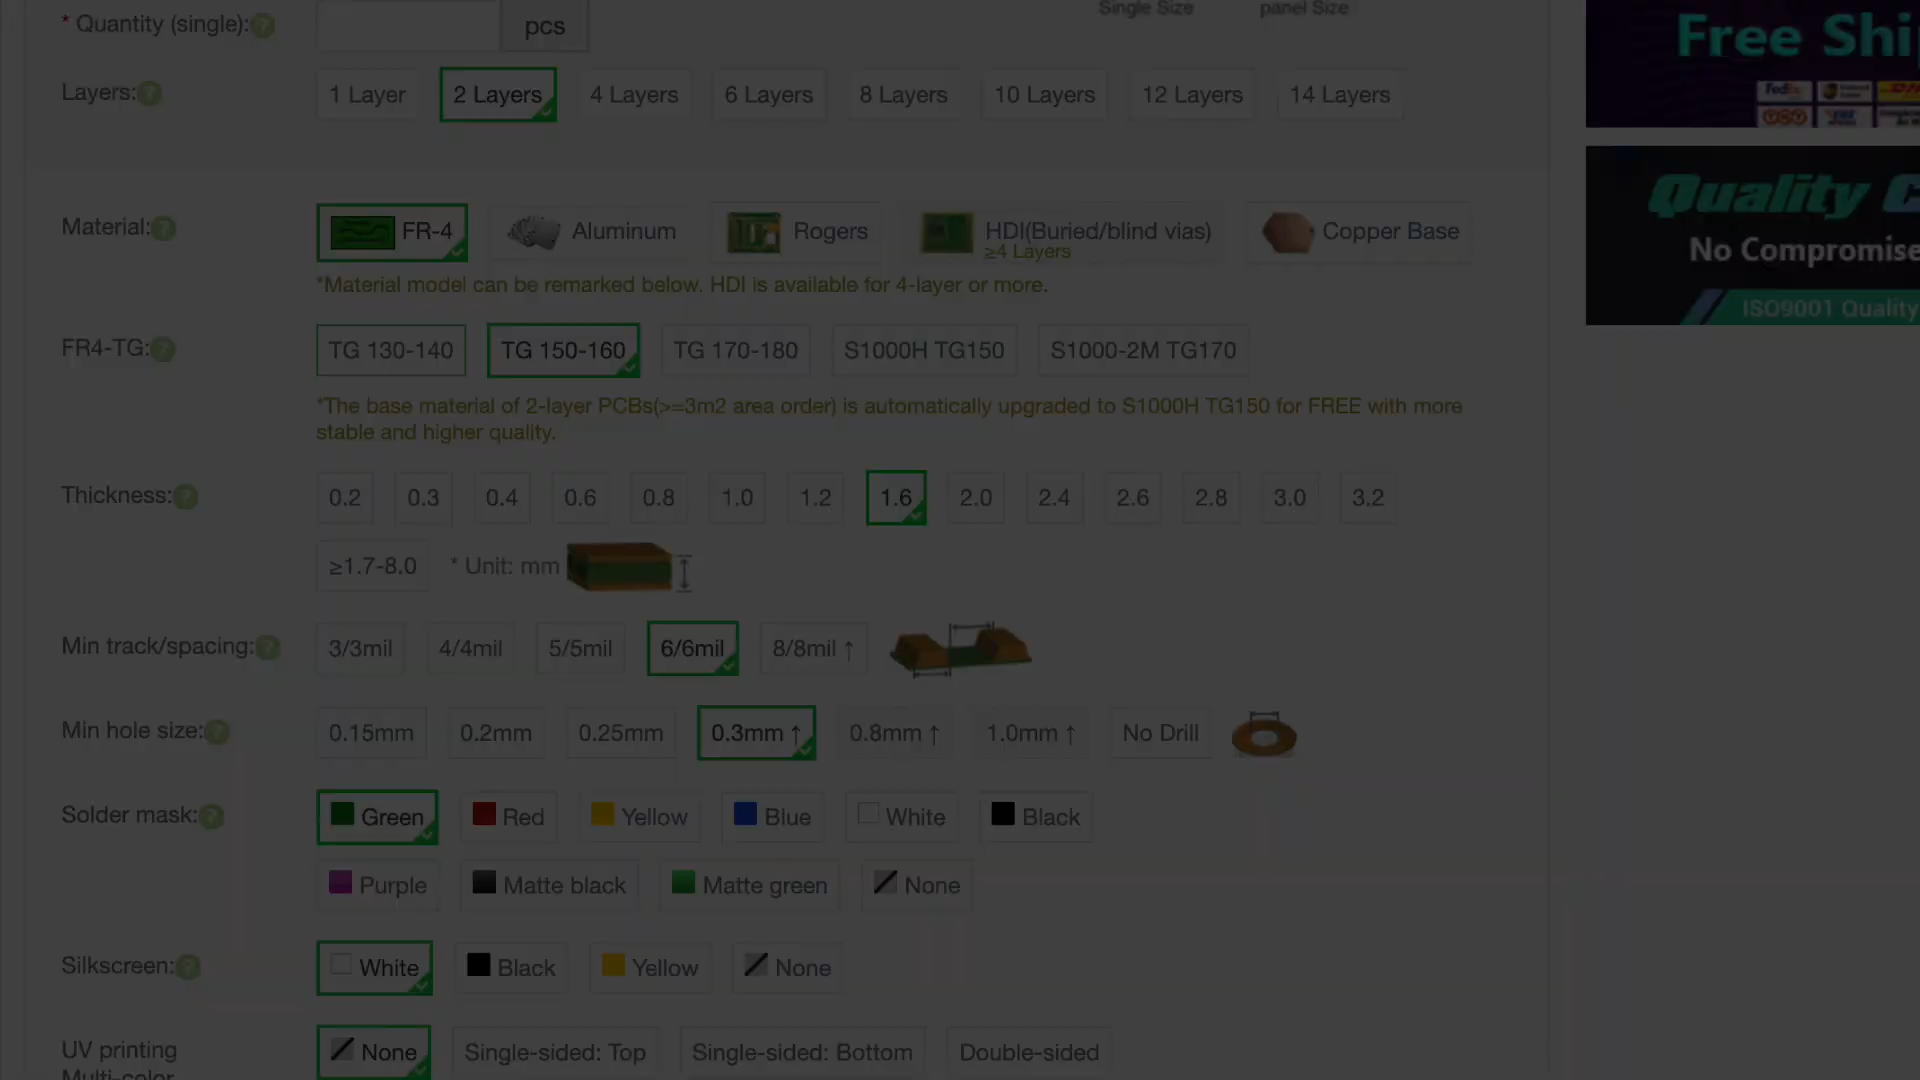 Single Size panel Size
* Quantity (single): ? pcs
Layers: ? 1 Layer 2 Layers 4 Layers 6 Layers 8 Layers 10 Layers 12 Layers 14 Layers
Material: ? FR-4 Aluminum Rogers HDI(Buried/blind vias) Copper Base
≥4 Layers
*Material model can be remarked below. HDI is available for 4-layer or more.
FR4-TG: ? TG 130-140 TG 150-160 TG 170-180 S1000H TG150 S1000-2M TG170
*The base material of 2-layer PCBs(>=3m2 area order) is automatically upgraded to S1000H TG150 for FREE with more
stable and higher quality.
Thickness: ? 0.2 0.3 0.4 0.6 0.8 1.0 1.2 1.6 2.0 2.4 2.6 2.8 3.0 3.2
≥1.7-8.0 * Unit: mm
Min track/spacing: ? 3/3mil 4/4mil 5/5mil 6/6mil 8/8mil ↑
Min hole size: ? 0.15mm 0.2mm 0.25mm 0.3mm ↑ 0.8mm ↑ 1.0mm ↑ No Drill
Solder mask: ? Green Red Yellow Blue White Black
Purple Matte black Matte green None
Silkscreen: ? White Black Yellow None
UV printing None Single-sided: Top Single-sided: Bottom Double-sided
Multi-color
Free Shi
FedEx
TNT
Quality C
No Compromise
ISO9001 Quality